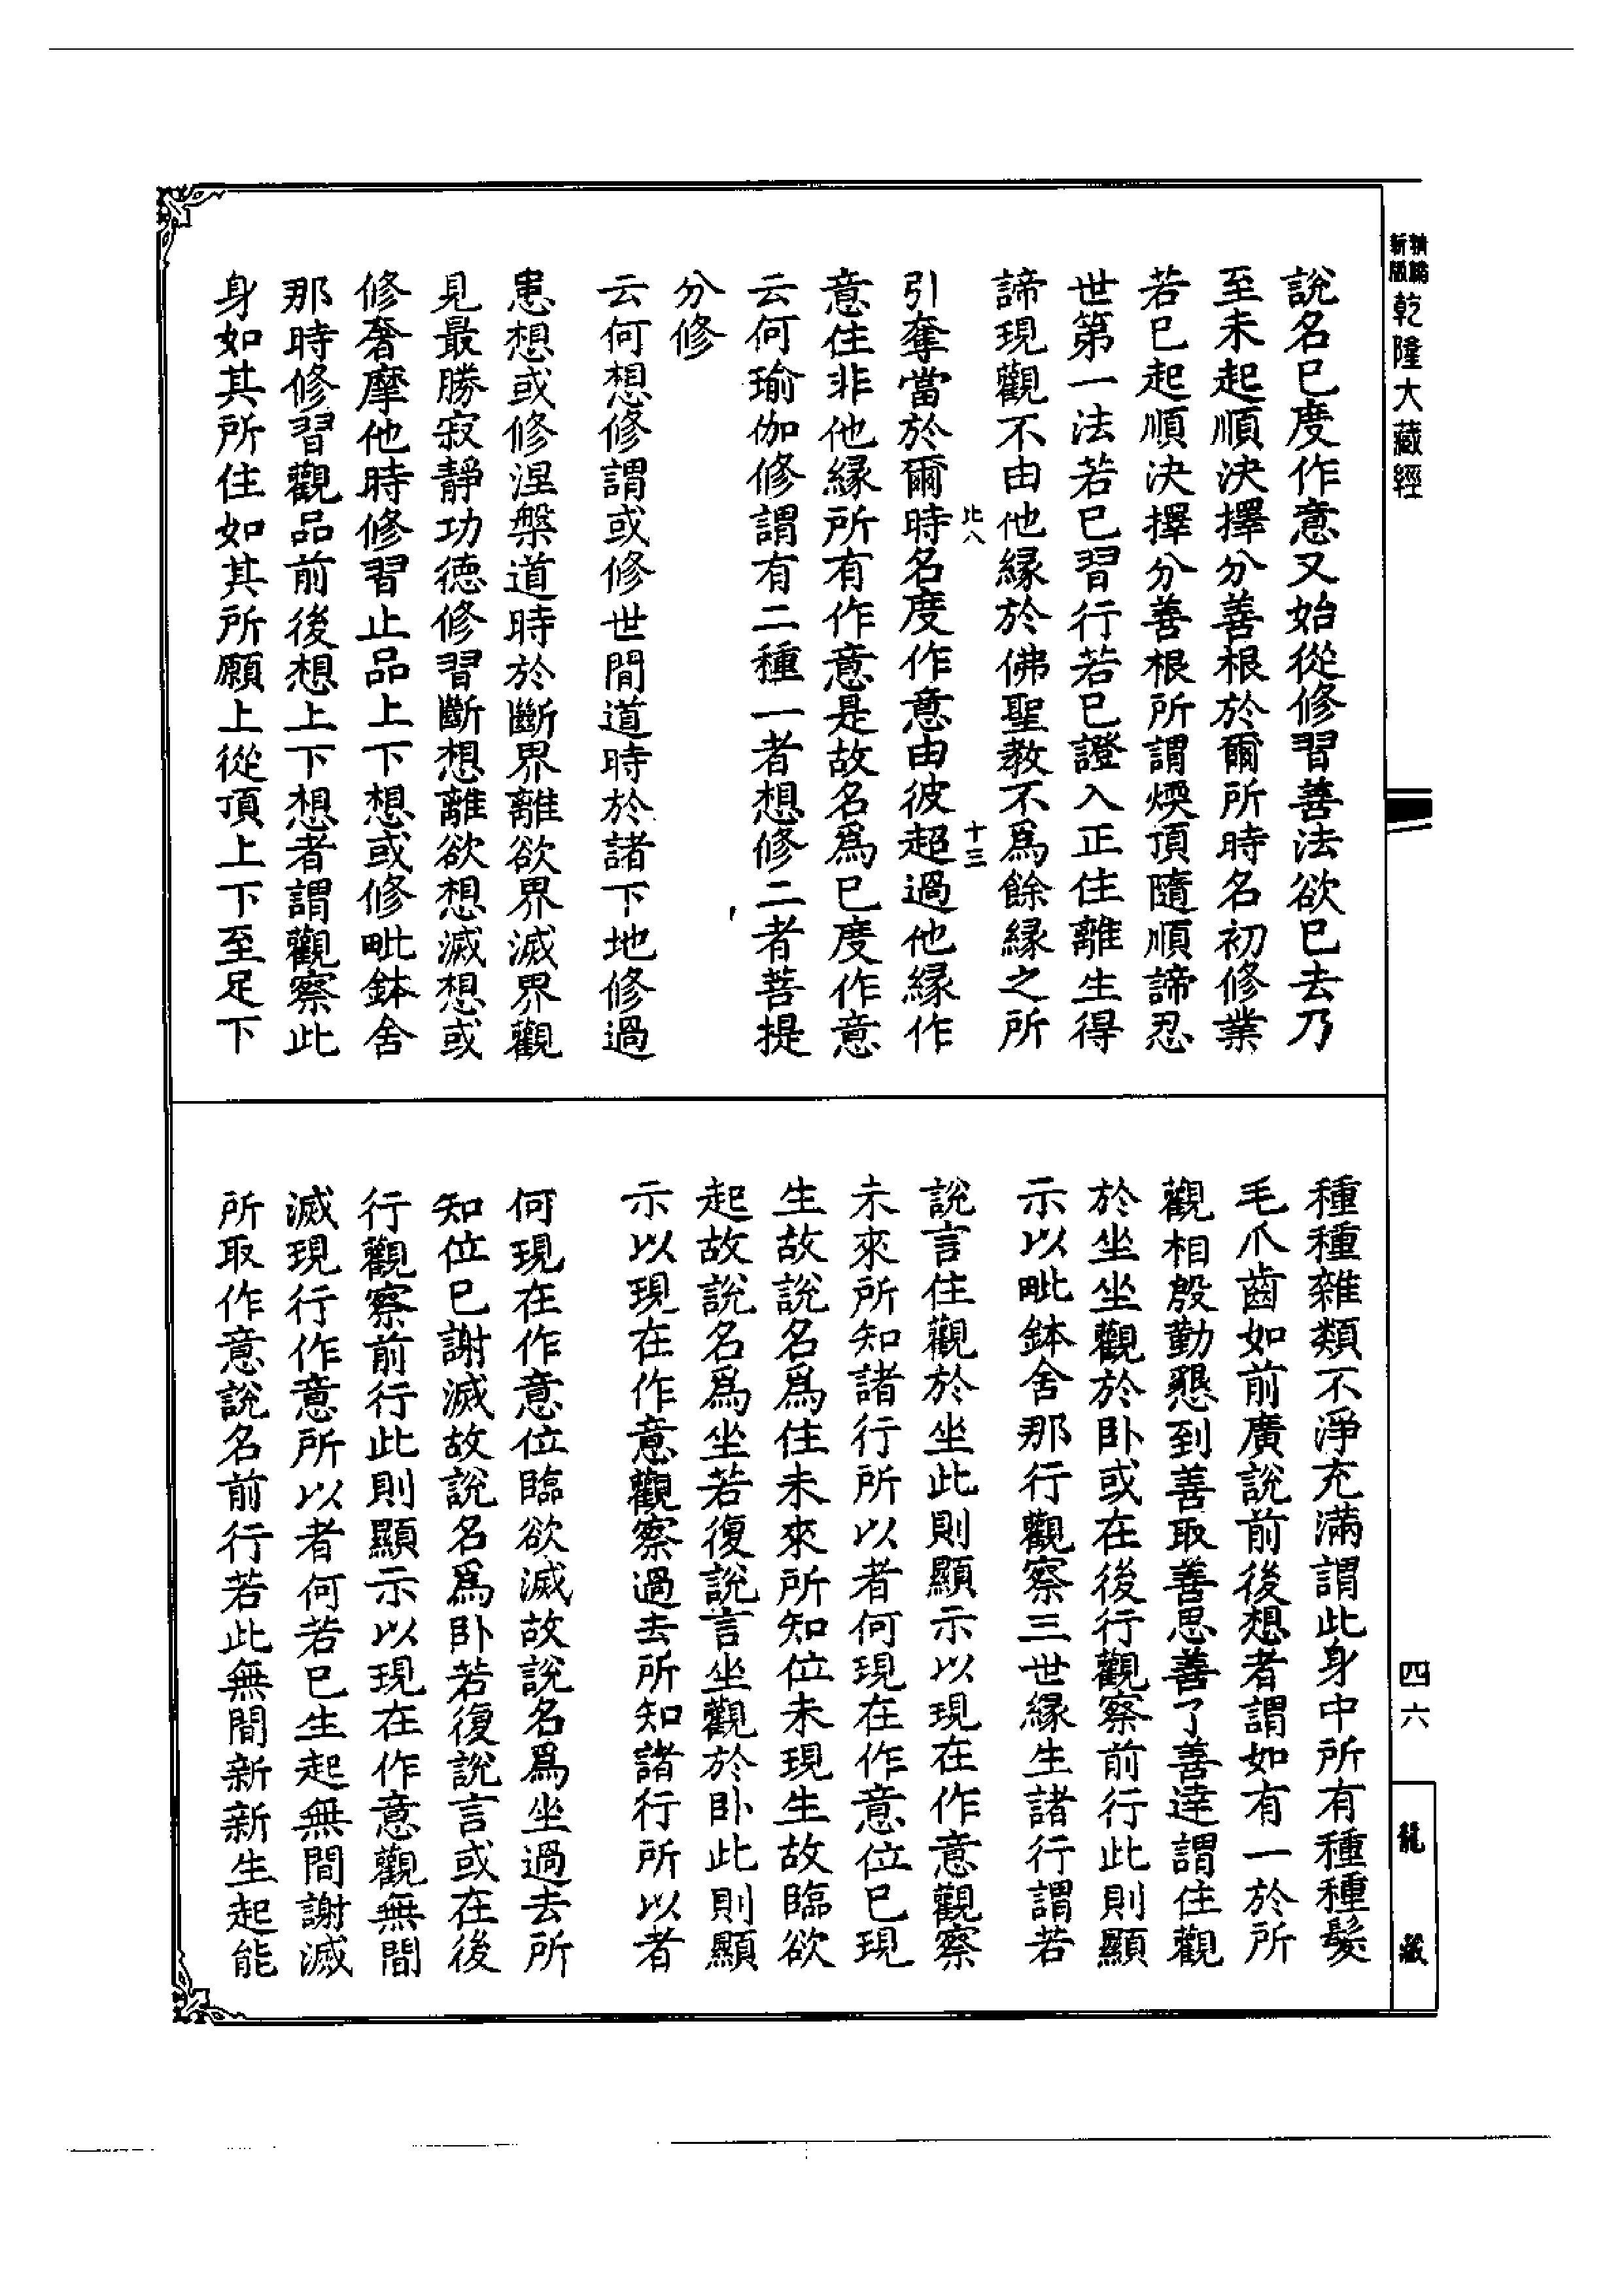 新編
新版
乾隆大藏經
說名已度作意又始從修習善法欲已去乃
至未起順決擇分善根於爾所時名初修業
若已起順決擇分善根所謂煗頂隨順諦忍
世第一法若已習行若已證入正住離生得
諦現觀不由他緣於佛聖教不爲餘緣之所
比八
十三
引奪當於爾時名度作意由彼超過他緣作
意住非他緣所有作意是故名爲已度作意
云何瑜伽修謂有二種一者想修二者菩提
分修
云何想修謂或修世間道時於諸下地修過
患想或修涅槃道時於斷界離欲界滅界觀
見最勝寂靜功德修習斷想離欲想滅想或
修奢摩他時修習止品上下想或修毗鉢舍
那時修習觀品前後想上下想者謂觀察此
身如其所住如其所願上從頂上下至足下
種種雜類不淨充滿謂此身中所有種種髮
毛爪齒如前廣說前後想者謂如有一於所
觀相殷勤懇到善取善思善了善達謂住觀
於坐坐觀於卧或在後行觀察前行此則顯
示以毗鉢舍那行觀察三世緣生諸行謂若
說言住觀於坐此則顯示以現在作意觀察
未來所知諸行所以者何現在作意位已現
生故說名爲住未來所知位未現生故臨欲
起故說名爲坐若復說言坐觀於卧此則顯
示以現在作意觀察過去所知諸行所以者
何現在作意位臨欲滅故說名爲坐過去所
知位已謝滅故說名爲卧若復說言或在後
行觀察前行此則顯示以現在作意觀無間
滅現行作意所以者何若已生起無間謝滅
所取作意說名前行若此無間新新生起能
四六
龍藏